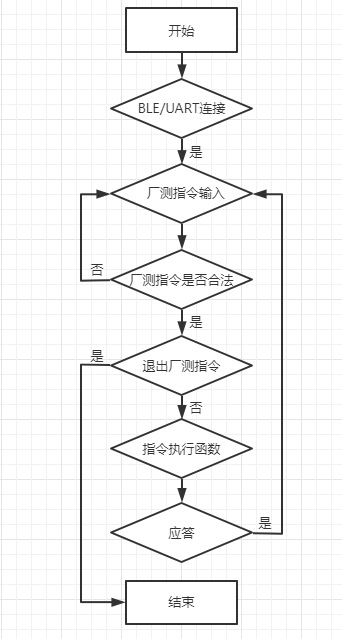 开始
BLE/UART连接
是
厂测指令输入
否
厂测指令是否合法
是
是
退出厂测指令
否
指令执行函数
是
应答
结束